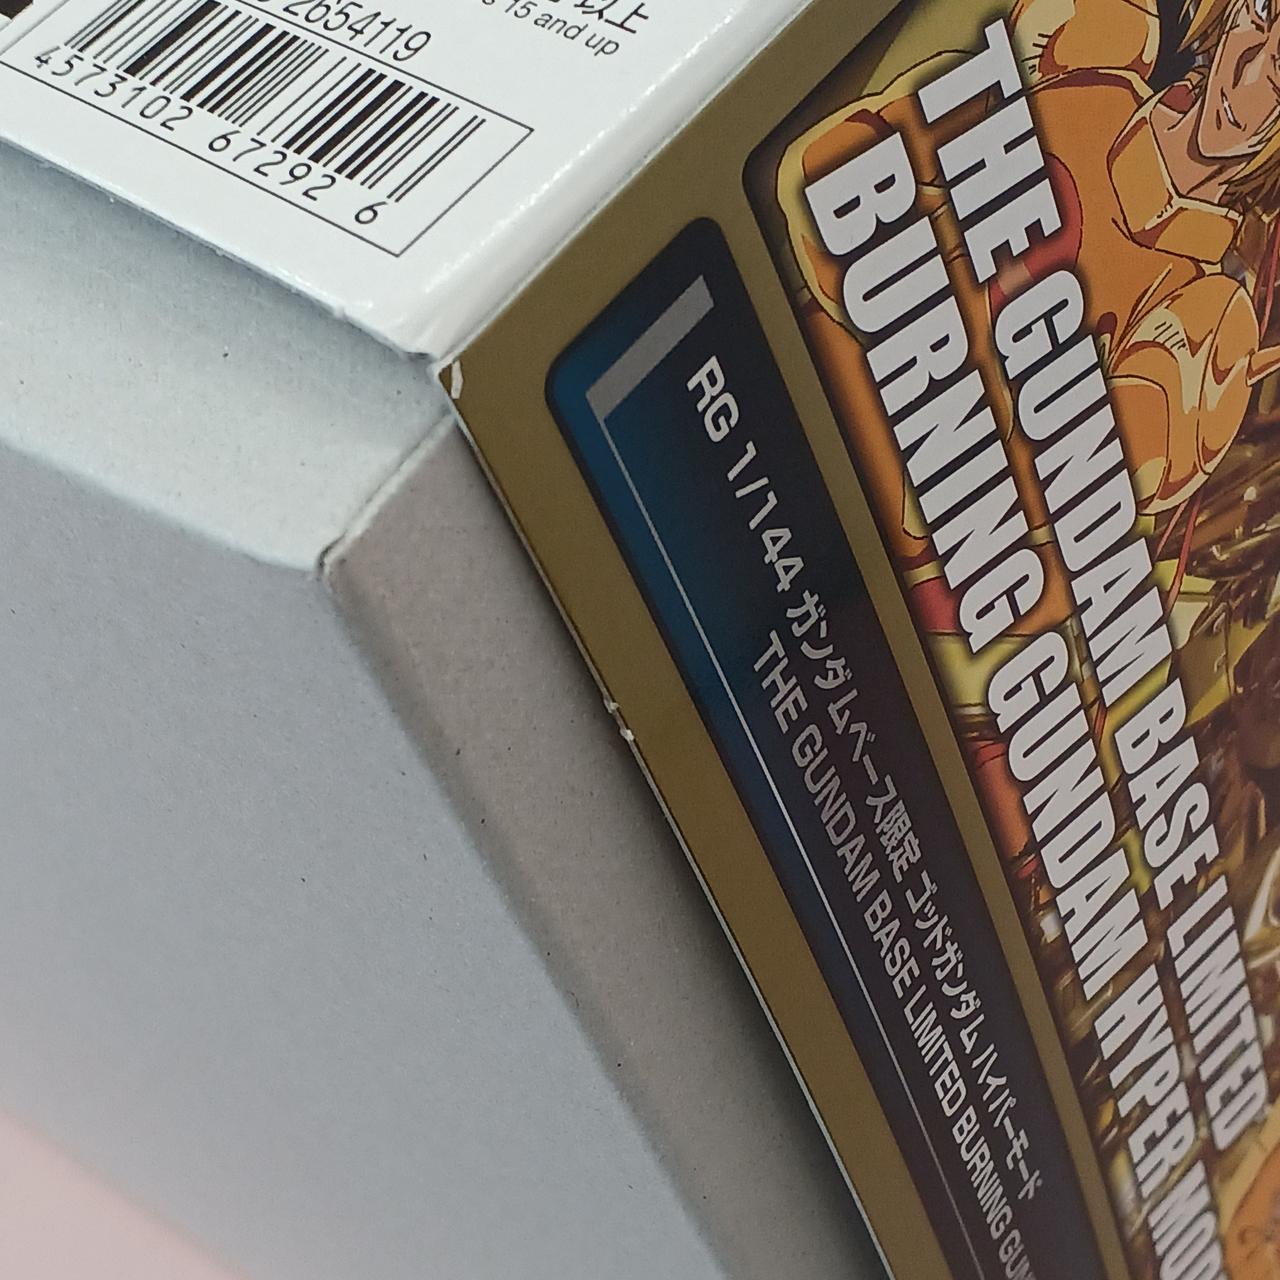 2654119
15 and up
4573102 672926
THE GUNDAM BASE LIMITED
BURNING GUNDAM HYPER MOD
RG 1/144 ガンダムベース限定 ゴッドガンダム ハイパーモード
THE GUNDAM BASE LIMITED BURNING GUN